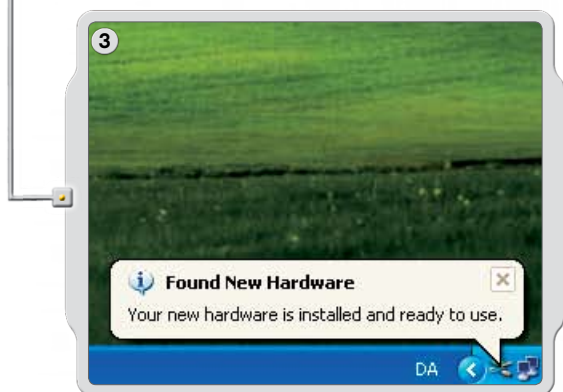 3
Found New Hardware
Your new hardware is installed and ready to use.
DA